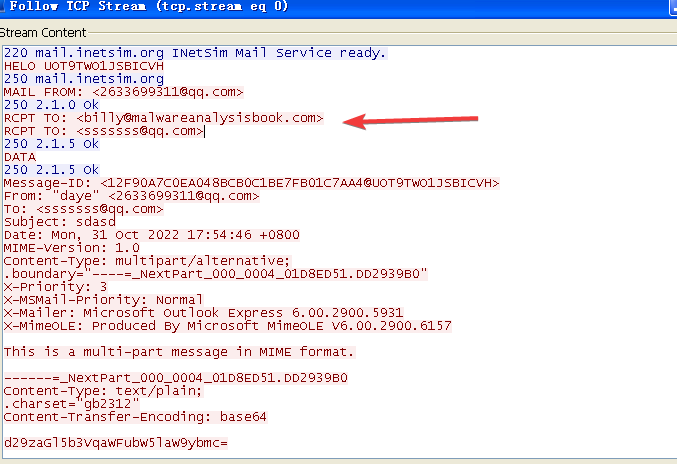 Follow TCP Stream (tcp.stream eq 0)
Stream Content
220 mail.inetsim.org INetSim Mail Service ready.
HELO UOT9TWO1JSBICVH
250 mail.inetsim.org
MAIL FROM: <2633699311@qq.com>
250 2.1.0 Ok
RCPT TO: <billy@malwareanalysisbook.com>
RCPT TO: <sssssss@qq.com>
250 2.1.5 Ok
DATA
250 2.1.5 Ok
Message-ID: <12F90A7C0EA048BCB0C1BE7FB01C7AA4@UOT9TWO1JSBICVH>
From: "daye" <2633699311@qq.com>
To: <sssssss@qq.com>
Subject: sdasd
Date: Mon, 31 Oct 2022 17:54:46 +0800
MIME-Version: 1.0
Content-Type: multipart/alternative;
.boundary="----=_NextPart_000_0004_01D8ED51.DD2939B0"
X-Priority: 3
X-MSMail-Priority: Normal
X-Mailer: Microsoft Outlook Express 6.00.2900.5931
X-MimeOLE: Produced By Microsoft MimeOLE V6.00.2900.6157
This is a multi-part message in MIME format.
------=_NextPart_000_0004_01D8ED51.DD2939B0
Content-Type: text/plain;
.charset="gb2312"
Content-Transfer-Encoding: base64
d29zaGl5b3VqaWFubW5laW9ybmc=